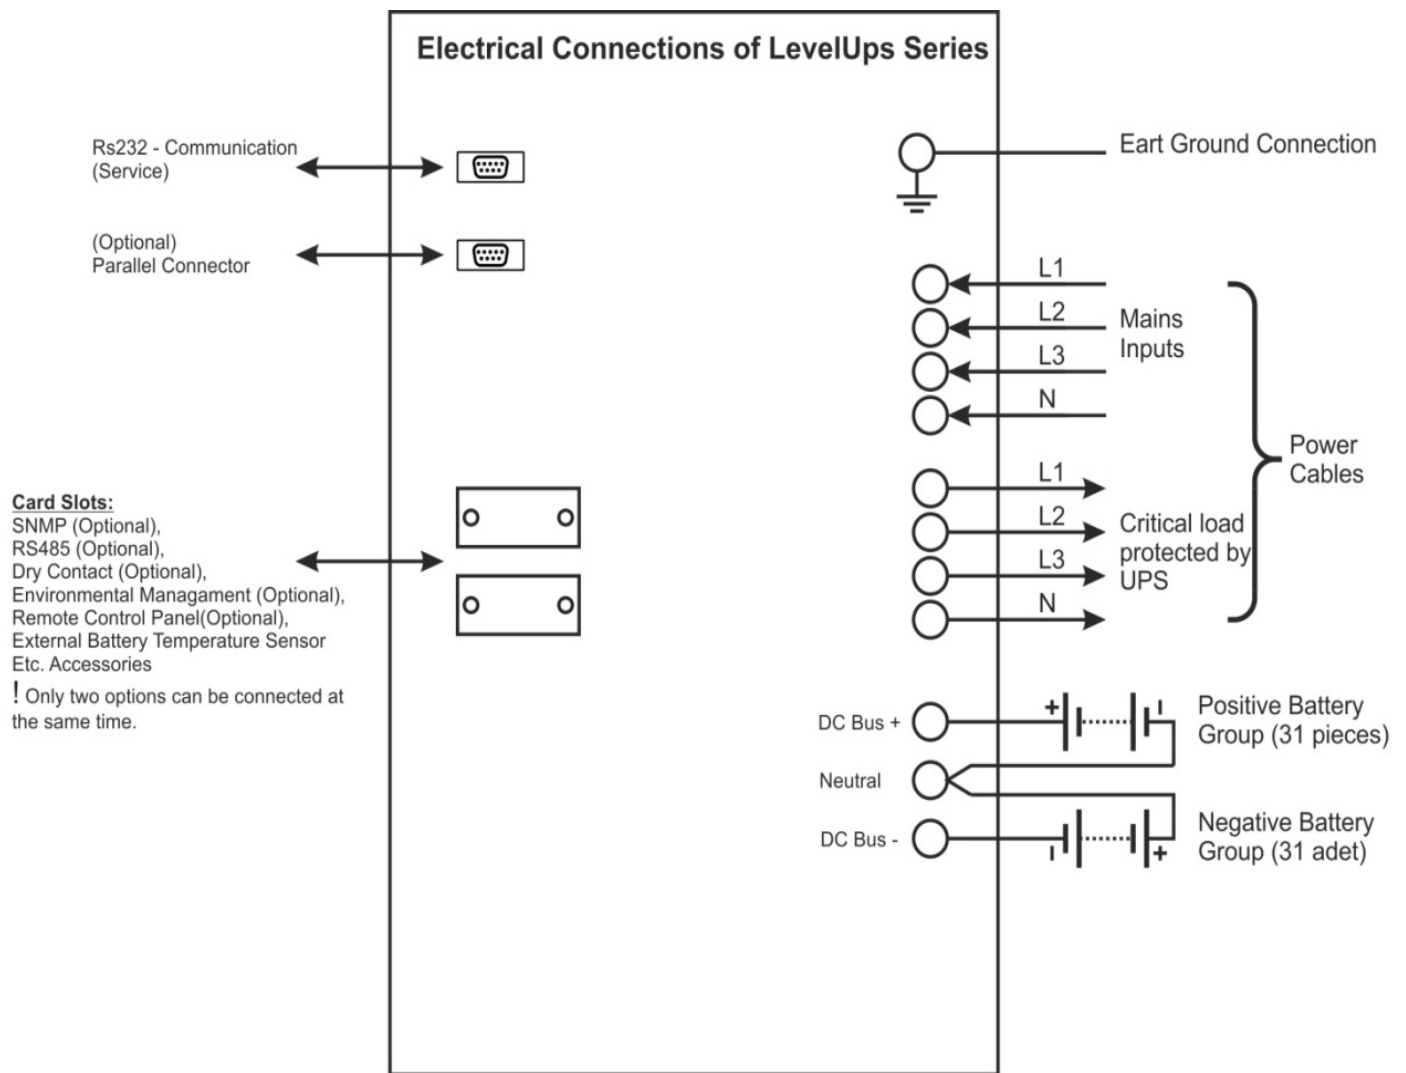 Electrical Connections of LevelUps Series
Rs232 - Communication
(Service)
(Optional)
Parallel Connector
Card Slots:
SNMP (Optional),
RS485 (Optional),
Dry Contact (Optional),
Environmental Managament (Optional),
Remote Control Panel(Optional),
External Battery Temperature Sensor
Etc. Accessories
! Only two options can be connected at
the same time.
Eart Ground Connection
L1
L2
L3
N
Mains
Inputs
L1
L2
L3
N
Critical load
protected by
UPS
Power
Cables
DC Bus +
Neutral
DC Bus -
+ -
Positive Battery
Group (31 pieces)
- +
Negative Battery
Group (31 adet)